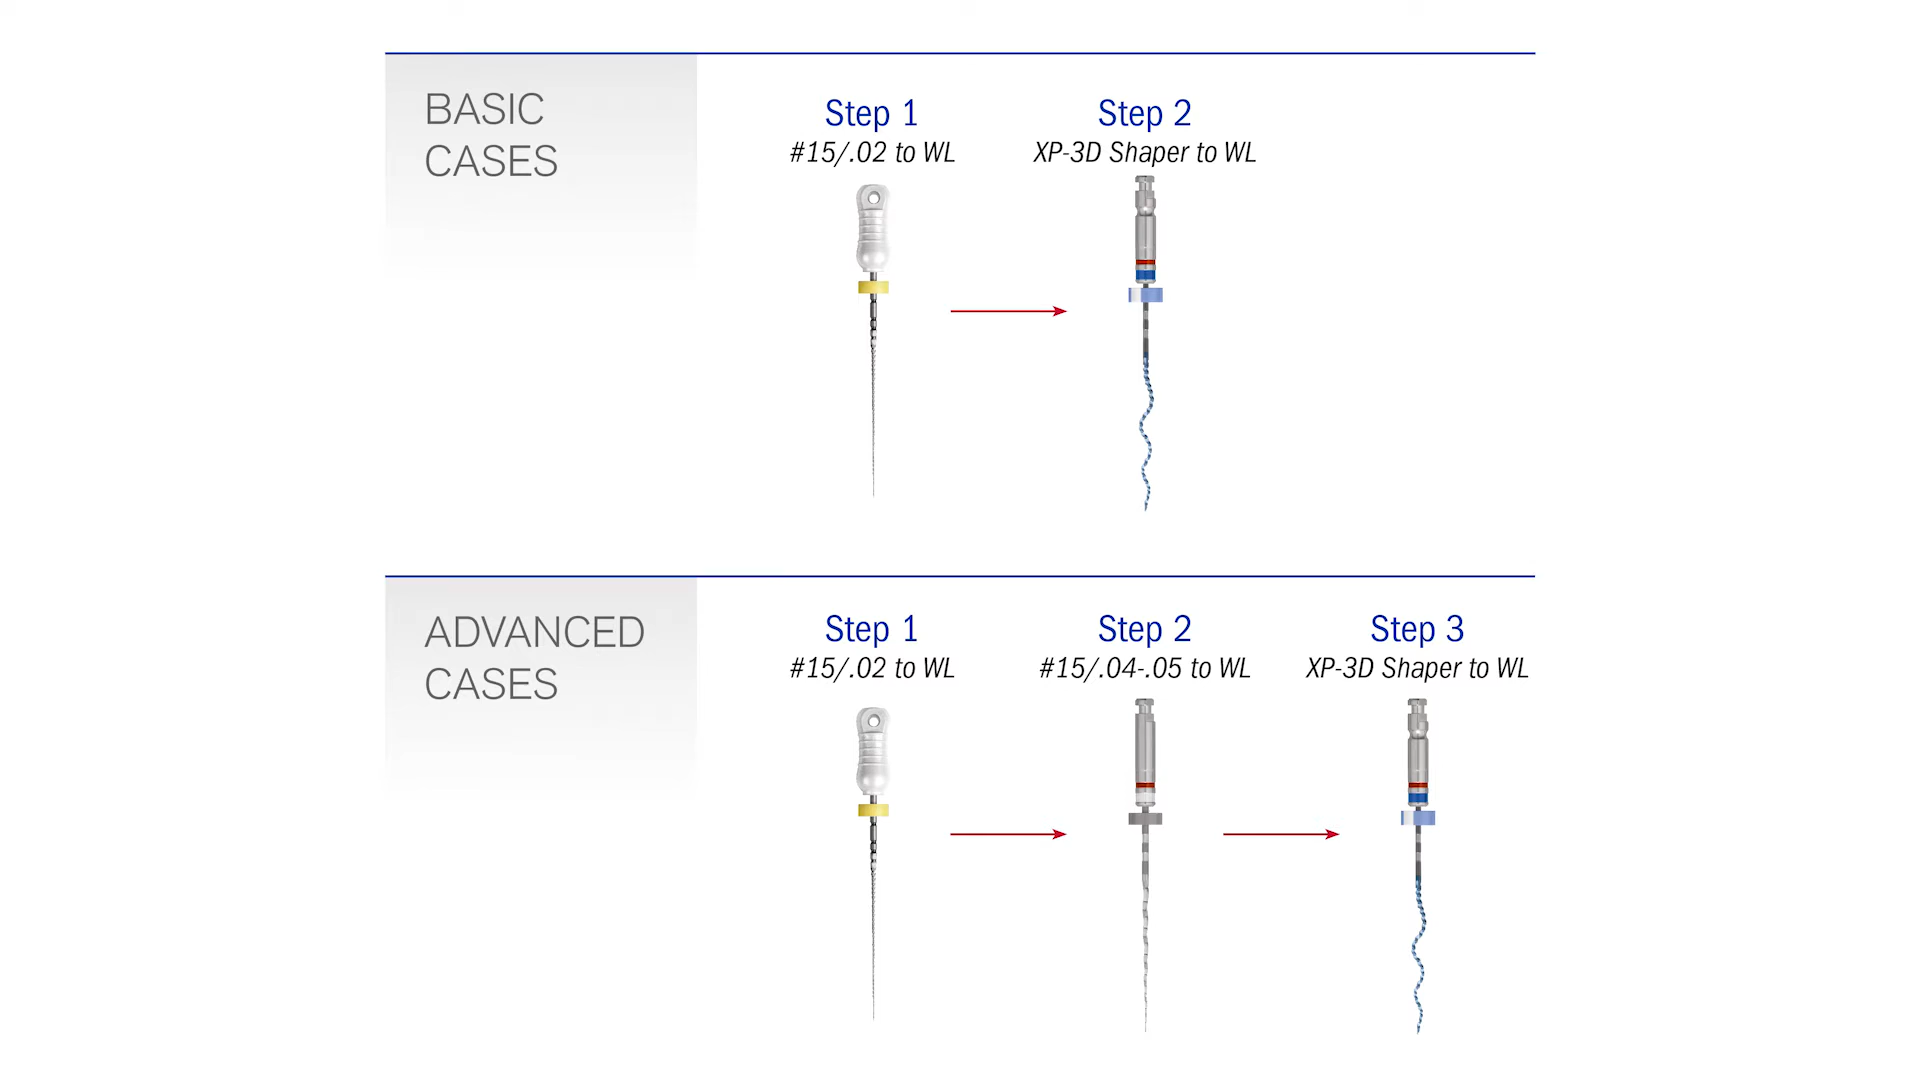 BASIC
CASES
Step 1
#15/.02 to WL
Step 2
XP-3D Shaper to WL
ADVANCED
CASES
Step 1
#15/.02 to WL
Step 2
#15/.04-.05 to WL
Step 3
XP-3D Shaper to WL